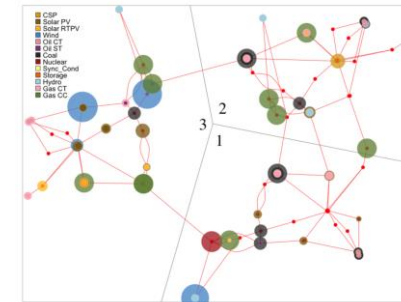 CSP
Solar PV
Solar RTPV
Wind
Oil CT
Oil ST
Coal
Nuclear
Sync_Cond
Storage
Hydro
Gas CT
Gas CC
2
3
1